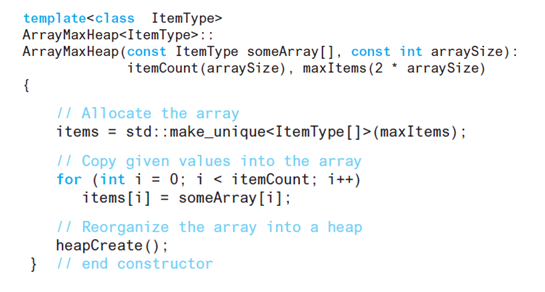 template<class ItemType>
ArrayMaxHeap<ItemType>::
ArrayMaxHeap(const ItemType someArray[], const int arraySize):
itemCount(arraySize), maxItems(2 * arraySize)
{
// Allocate the array
items = std::make_unique<ItemType[]>(maxItems);
// Copy given values into the array
for (int i = 0; i < itemCount; i++)
items[i] = someArray[i];
// Reorganize the array into a heap
heapCreate();
} // end constructor